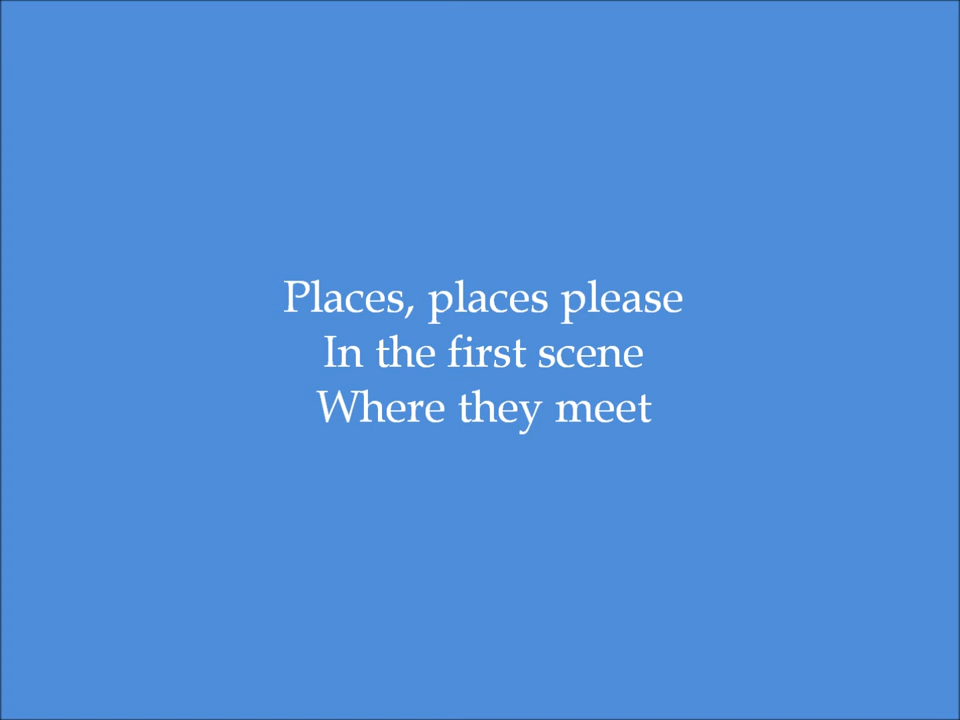 Places, places please
In the first scene
Where they meet